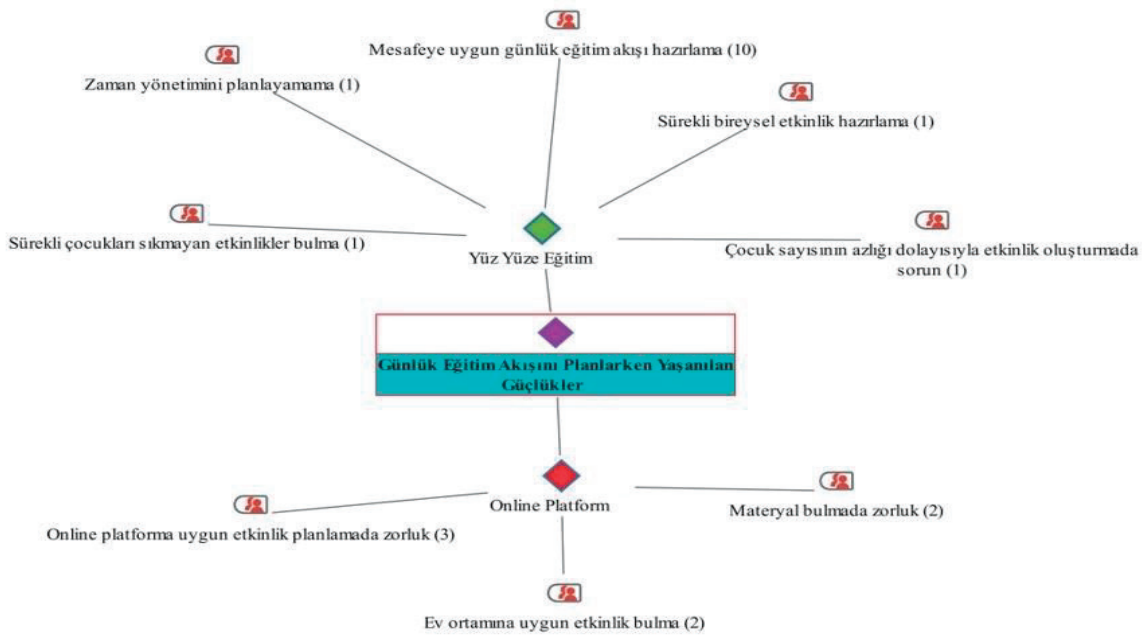 Mesafeye uygun günlük eğitim akışı hazırlama (10)
Zaman yönetimini planlayamama (1)
Sürekli bireysel etkinlik hazırlama (1)
Sürekli çocukları sıkmayan etkinlikler bulma (1)
Çocuk sayısının azlığı dolayısıyla etkinlik oluşturmada
sorun (1)
Yüz Yüze Eğitim
Günlük Eğitim Akışını Planlarken Yaşanılan
Güçlükler
Online Platform
Online platforma uygun etkinlik planlamada zorluk (3)
Materyal bulmada zorluk (2)
Ev ortamına uygun etkinlik bulma (2)